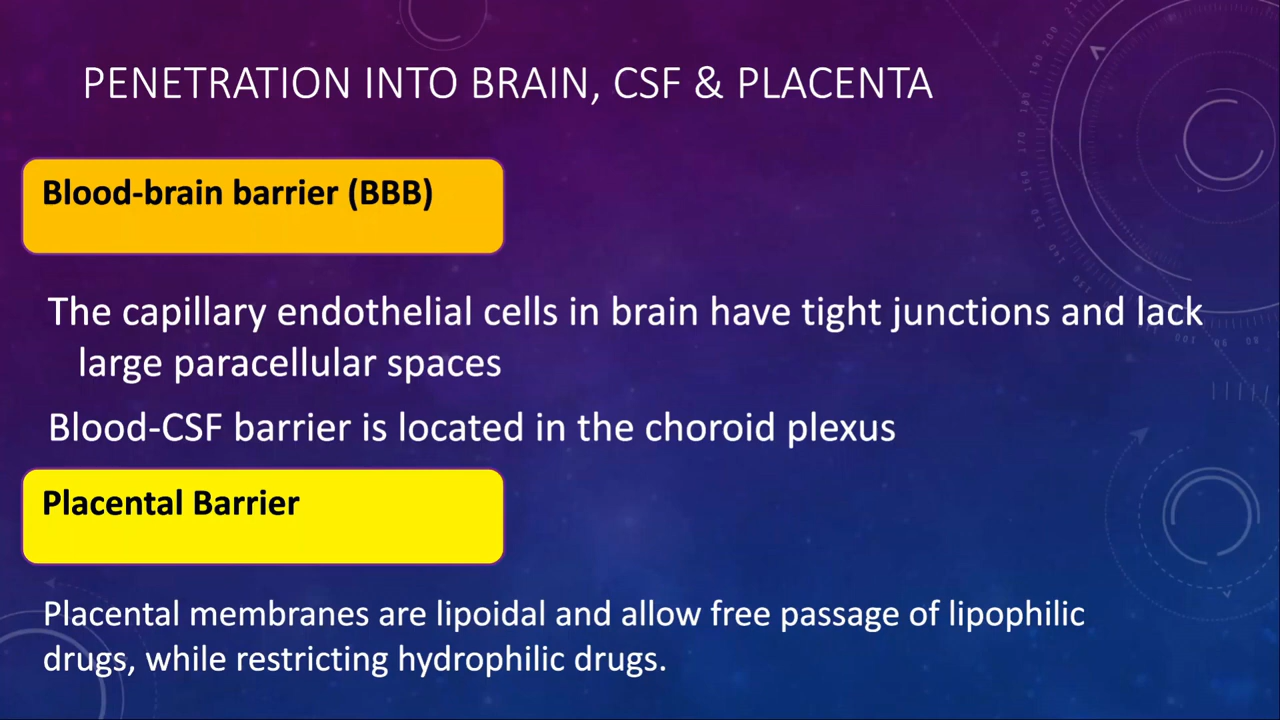 PENETRATION INTO BRAIN, CSF & PLACENTA
Blood-brain barrier (BBB)
The capillary endothelial cells in brain have tight junctions and lack
large paracellular spaces
Blood-CSF barrier is located in the choroid plexus
Placental Barrier
Placental membranes are lipoidal and allow free passage of lipophilic
drugs, while restricting hydrophilic drugs.